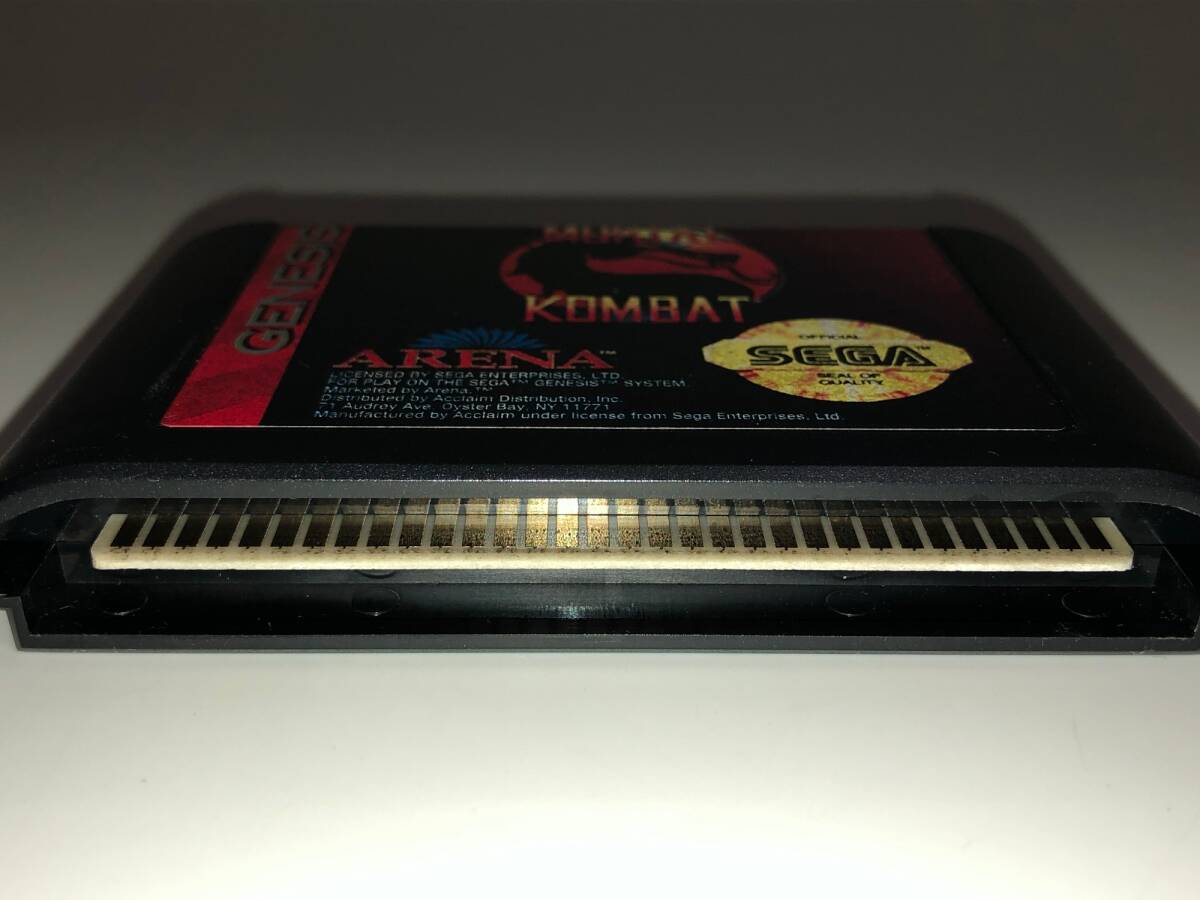 GENESIS
MORTAL
KOMBAT
ARENA™
LICENSED BY SEGA ENTERPRISES, LTD.
FOR PLAY ON THE SEGA™ GENESIS™ SYSTEM.
Marketed by Arena.™
Distributed by Acclaim Distribution, Inc.
71 Audrey Ave. Oyster Bay, NY 11771
Manufactured by Acclaim under license from Sega Enterprises, Ltd.
OFFICIAL
SEGA™
SEAL OF
QUALITY